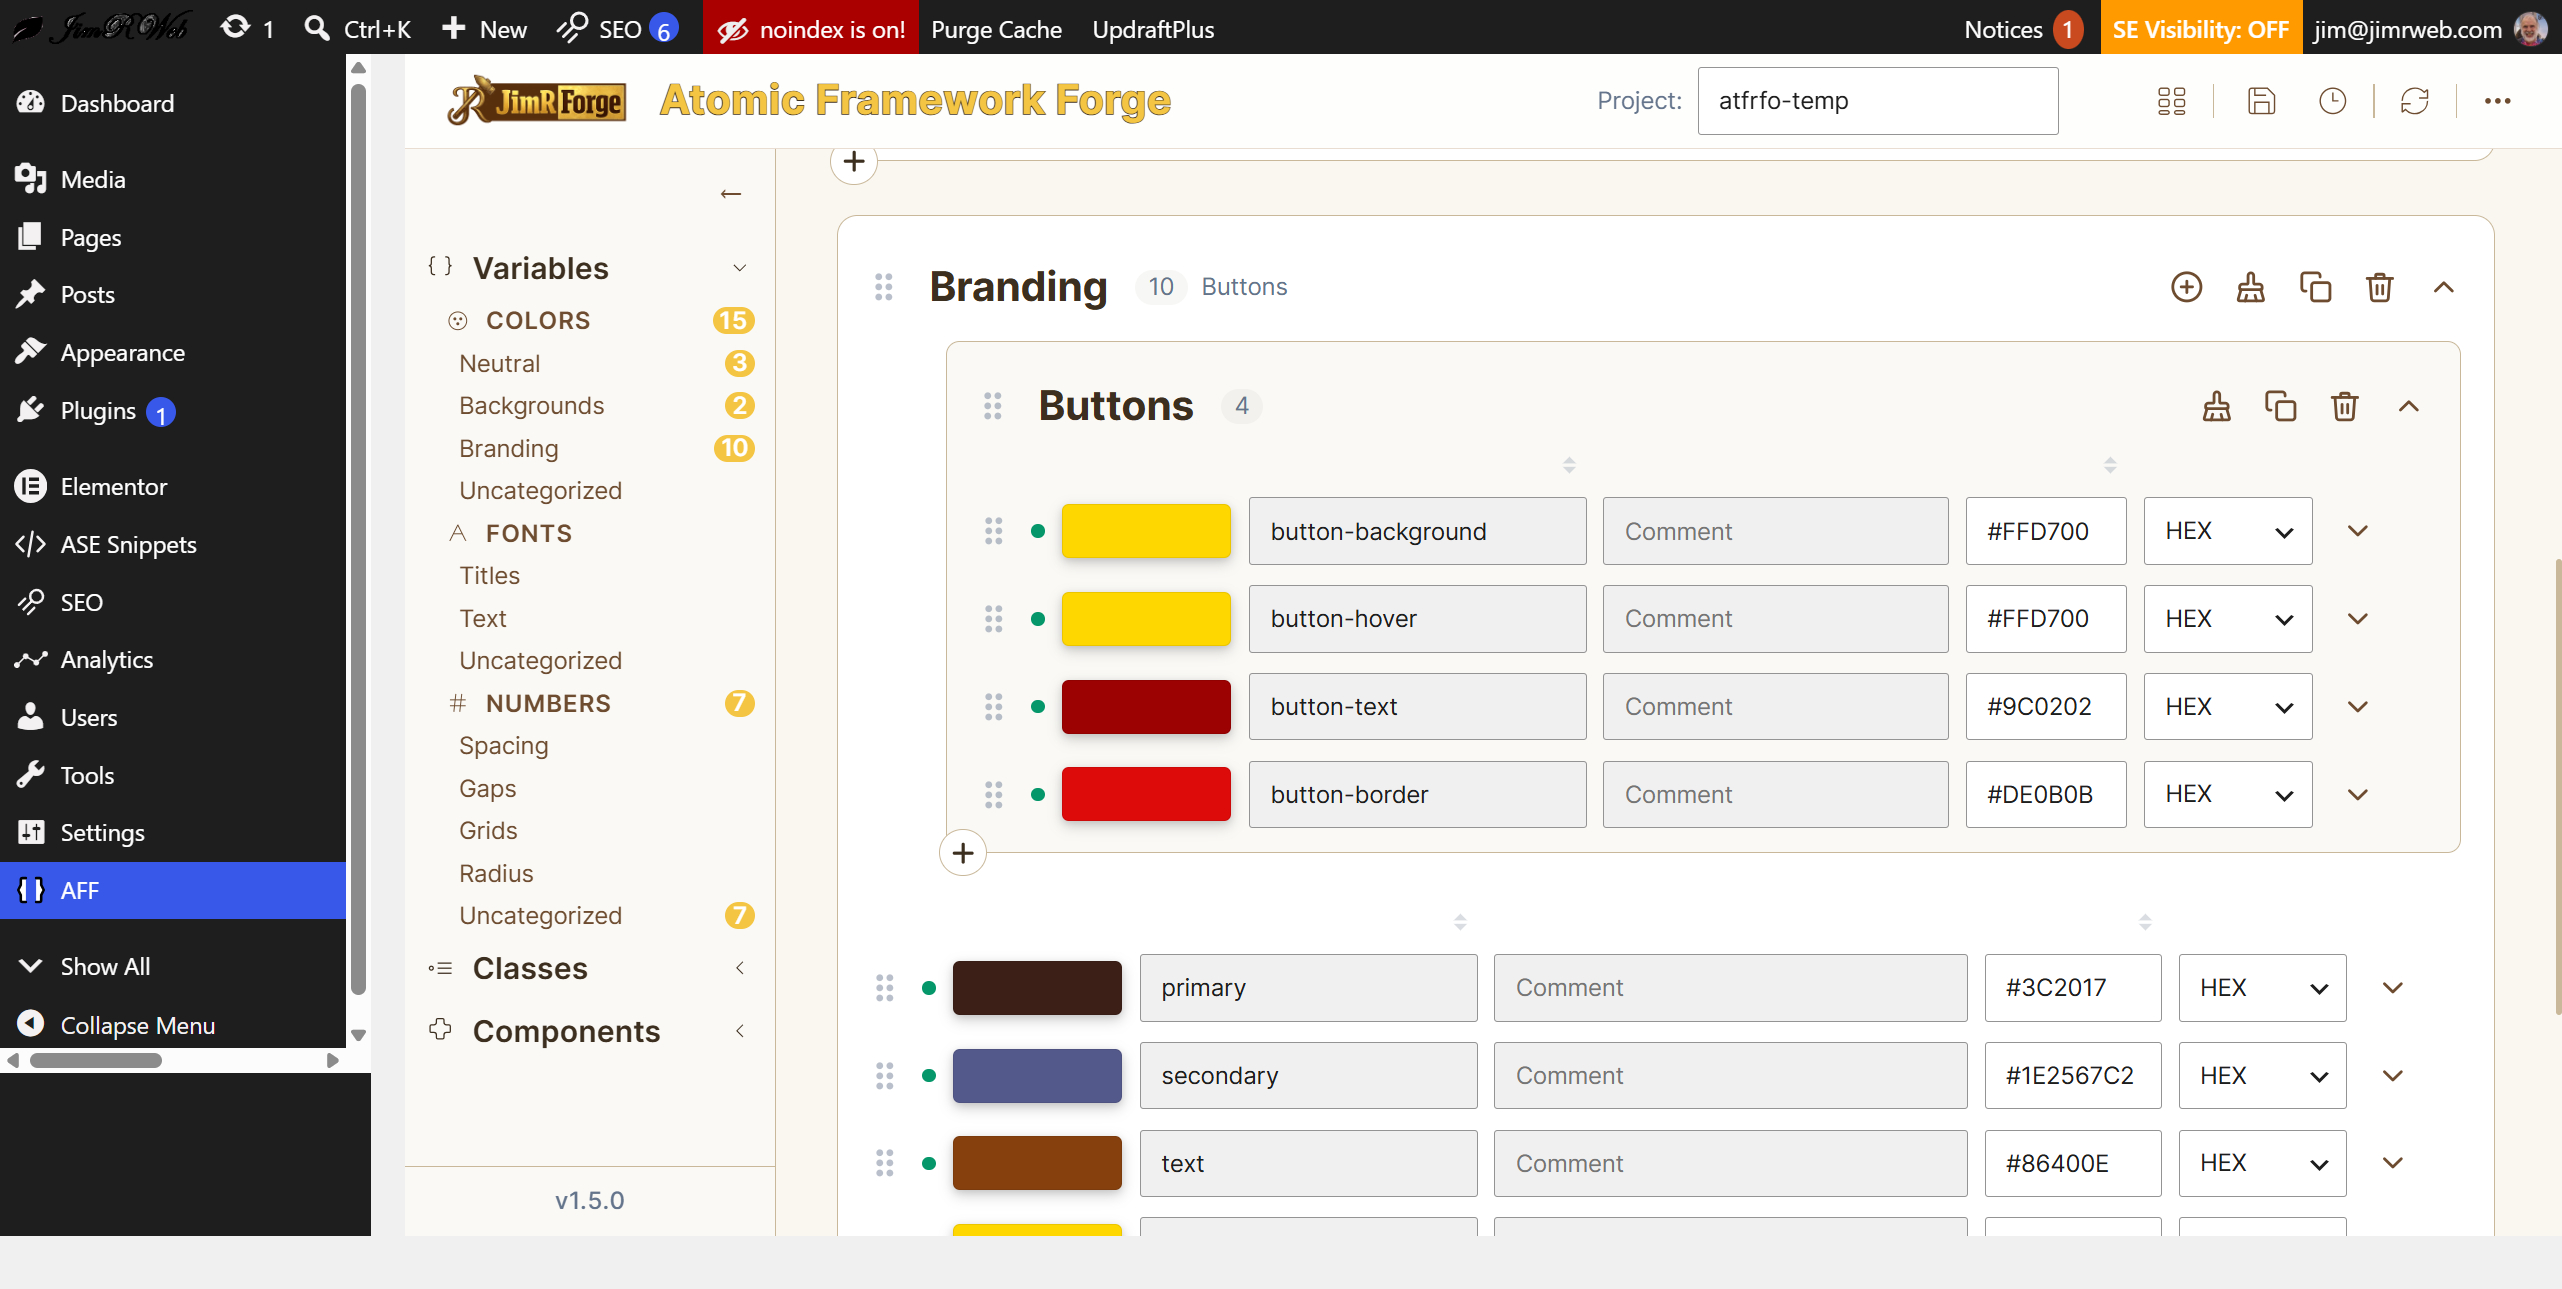 JimRWeb
1
Ctrl+K
New
SEO 6
noindex is on!
Purge Cache
UpdraftPlus
Notices 1
SE Visibility: OFF
jim@jimrweb.com
Dashboard
Media
Pages
Posts
Appearance
Plugins 1
Elementor
ASE Snippets
SEO
Analytics
Users
Tools
Settings
AFF
Show All
Collapse Menu
JimR Forge
Atomic Framework Forge
Project: atfrfo-temp
{ } Variables
COLORS 15
Neutral 3
Backgrounds 2
Branding 10
Uncategorized
FONTS
Titles
Text
Uncategorized
# NUMBERS 7
Spacing
Gaps
Grids
Radius
Uncategorized 7
Classes
Components
v1.5.0
Branding 10 Buttons
Buttons 4
button-background Comment #FFD700 HEX
button-hover Comment #FFD700 HEX
button-text Comment #9C0202 HEX
button-border Comment #DE0B0B HEX
primary Comment #3C2017 HEX
secondary Comment #1E2567C2 HEX
text Comment #86400E HEX